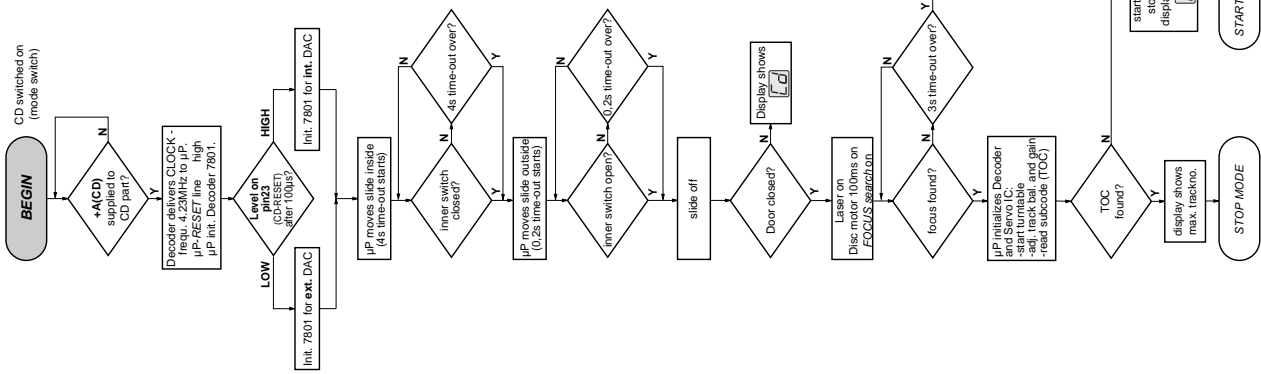 CD switched on
(mode switch)
BEGIN
+A(CD)
supplied to
CD part?
N
Y
Decoder delivers CLOCK -
frequ. 4.23MHz to µP.
µP-RESET line high
µP init. Decoder 7801.
Level on
pin23
(CD-RESET)
after 100µs?
LOW
HIGH
Init. 7801 for ext. DAC
Init. 7801 for int. DAC
µP moves slide inside
(4s time-out starts)
inner switch
closed?
N
4s time-out over?
N
Y
Y
µP moves slide outside
(0,2s time-out starts)
inner switch open?
N
0,2s time-out over?
N
Y
Y
slide off
Door closed?
N
Y
Display shows
Cd
Laser on
Disc motor 100ms on
FOCUS search on
focus found?
N
3s time-out over?
N
Y
Y
µP initializes Decoder
and Servo IC:
-start turntable
-adj. track bal. and gain
-read subcode (TOC)
TOC
found?
N
Y
display shows
max. trackno.
STOP MODE
start
sto
displa
START